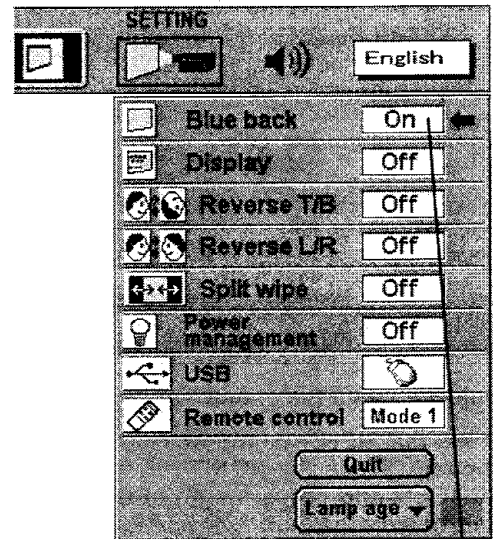 SETTING
English
Blue back On
Display Off
Reverse T/B Off
Reverse L/R Off
Split wipe Off
Power
management Off
USB
Remote control Mode 1
Quit
Lamp age